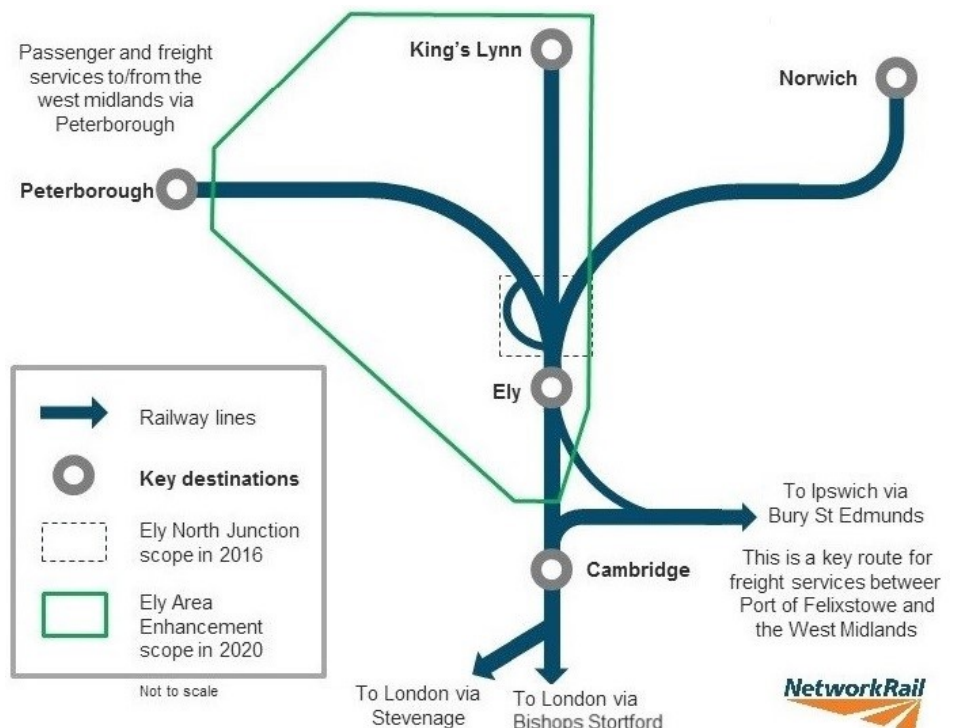 Passenger and freight
services to/from the
west midlands via
Peterborough
King's Lynn
Norwich
Peterborough
Ely
Railway lines
Key destinations
Ely North Junction
scope in 2016
Ely Area
Enhancement
scope in 2020
Not to scale
To Ipswich via
Bury St Edmunds
Cambridge
This is a key route for
freight services betweer
Port of Felixstowe and
the West Midlands
To London via
Stevenage
To London via
Bishops Stortford
NetworkRail